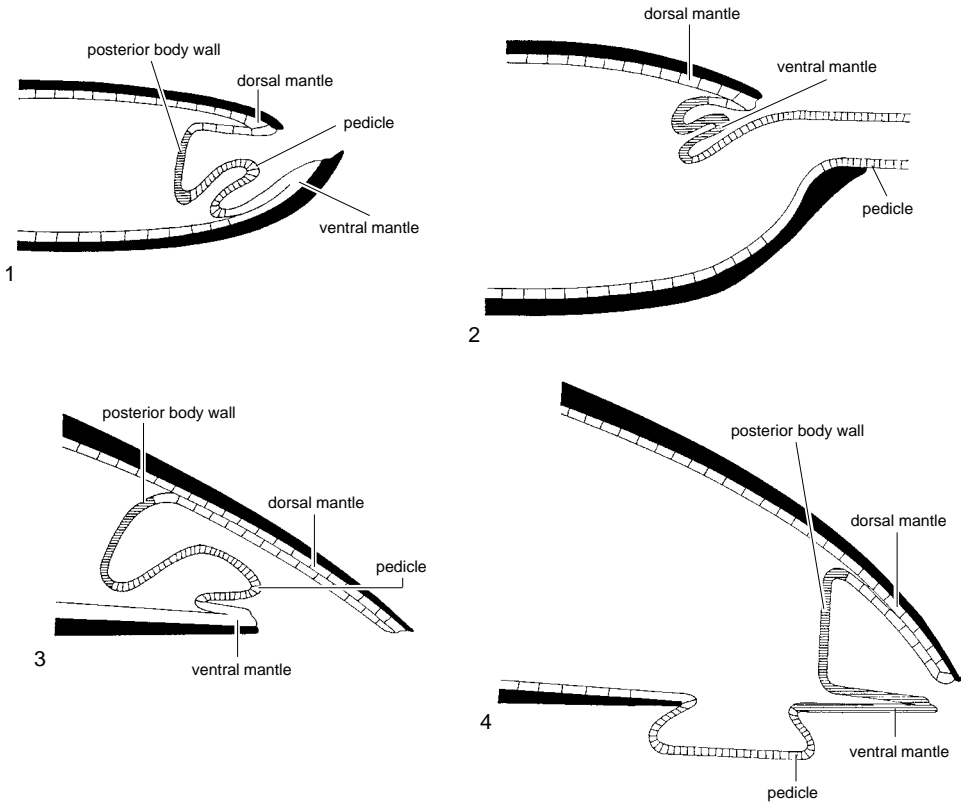 posterior body wall
dorsal mantle
pedicle
ventral mantle
1
dorsal mantle
ventral mantle
pedicle
2
posterior body wall
dorsal mantle
pedicle
ventral mantle
3
posterior body wall
dorsal mantle
ventral mantle
pedicle
4